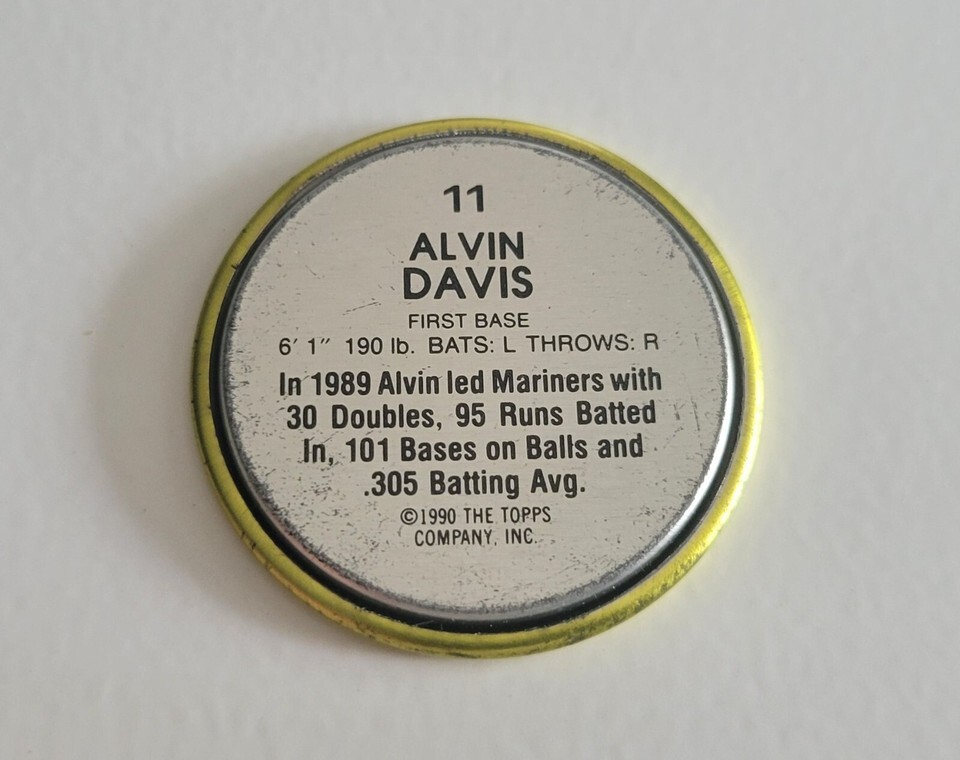 11
ALVIN
DAVIS
FIRST BASE
6' 1" 190 lb. BATS: L THROWS: R
In 1989 Alvin led Mariners with
30 Doubles, 95 Runs Batted
In, 101 Bases on Balls and
.305 Batting Avg.
©1990 THE TOPPS
COMPANY, INC.